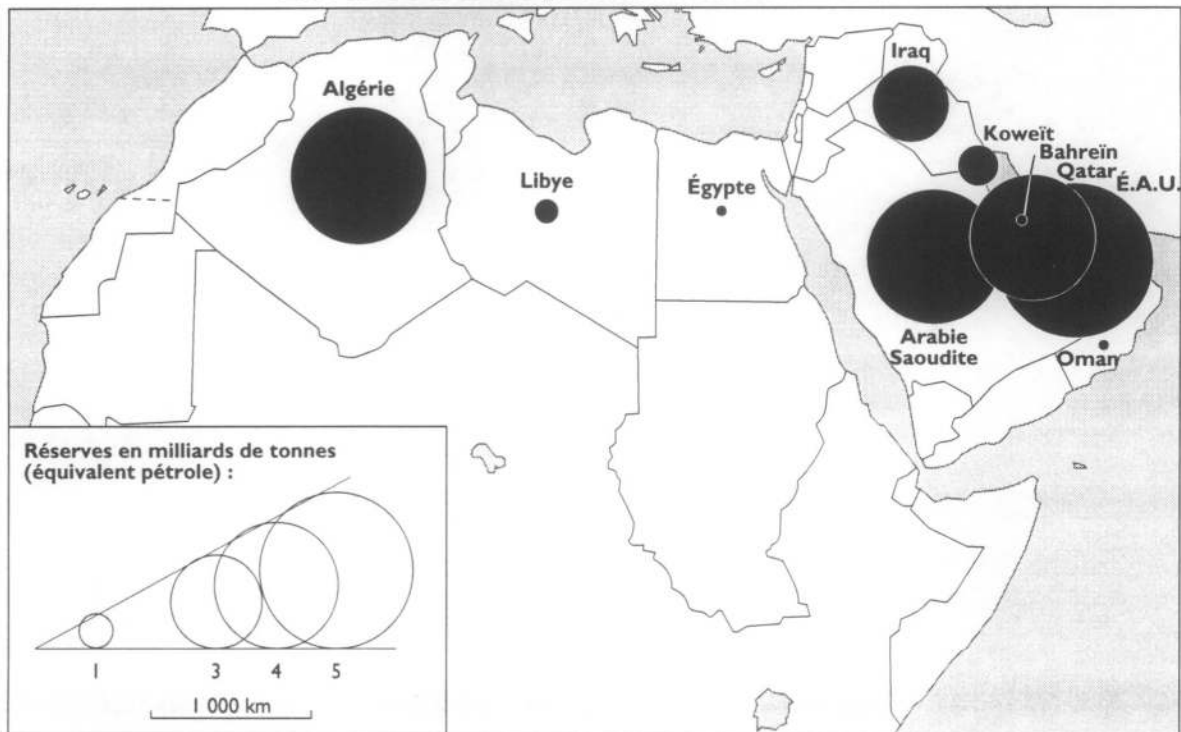 Algérie
Libye
Égypte
Iraq
Koweït
Bahreïn
Qatar
É.A.U.
Arabie
Saoudite
Oman
Réserves en milliards de tonnes
(équivalent pétrole) :
1
3
4
5
1 000 km